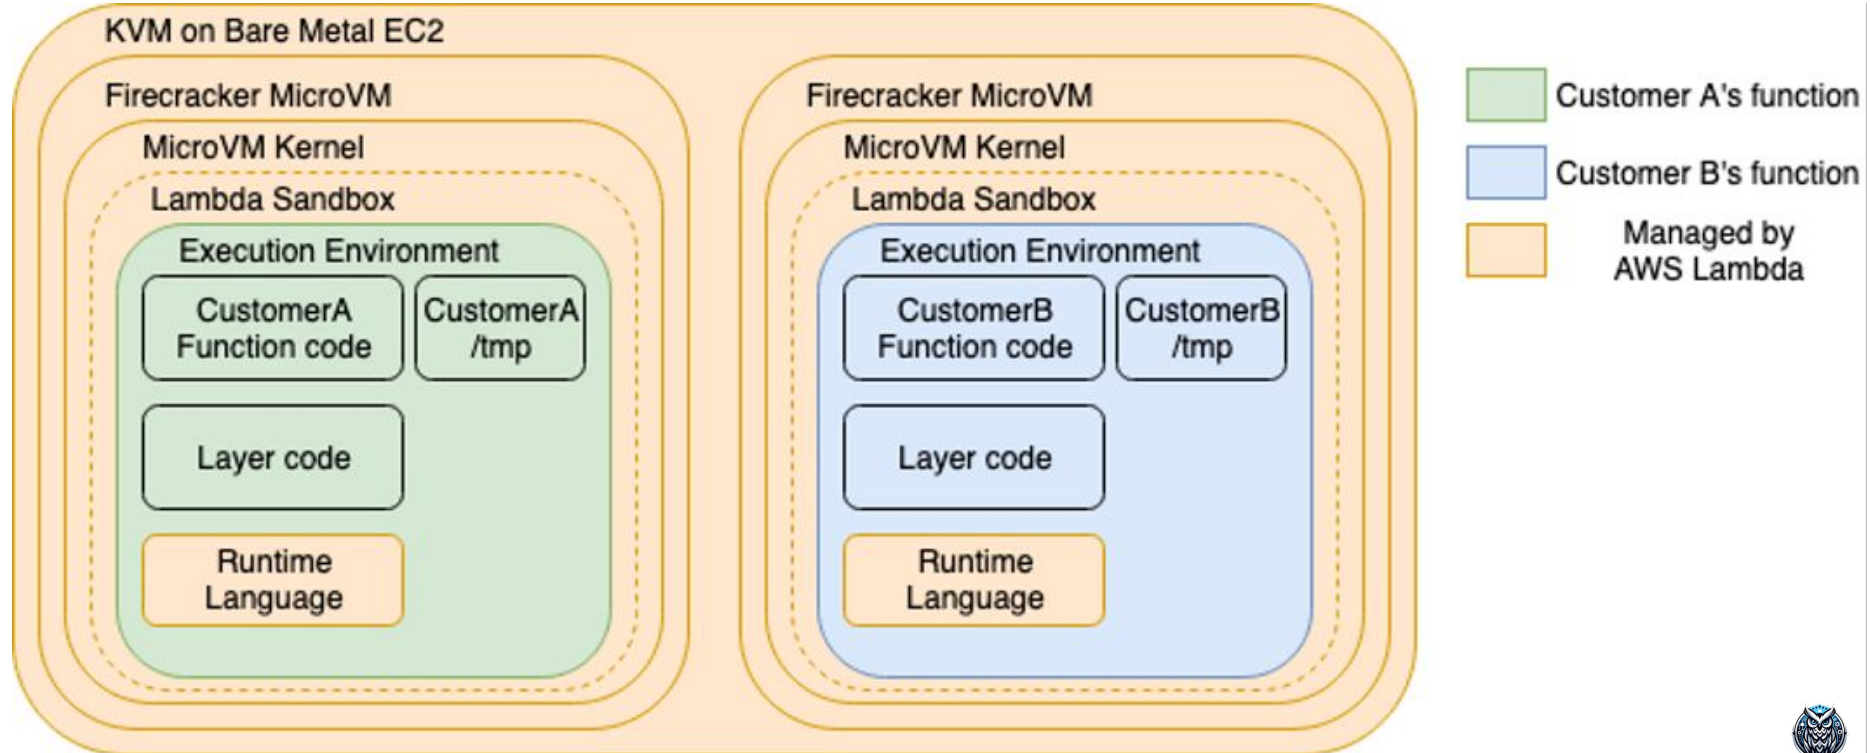 KVM on Bare Metal EC2
Firecracker MicroVM
MicroVM Kernel
Lambda Sandbox
Execution Environment
CustomerA
Function code
CustomerA
/tmp
Layer code
Runtime
Language
Firecracker MicroVM
MicroVM Kernel
Lambda Sandbox
Execution Environment
CustomerB
Function code
CustomerB
/tmp
Layer code
Runtime
Language
Customer A's function
Customer B's function
Managed by
AWS Lambda